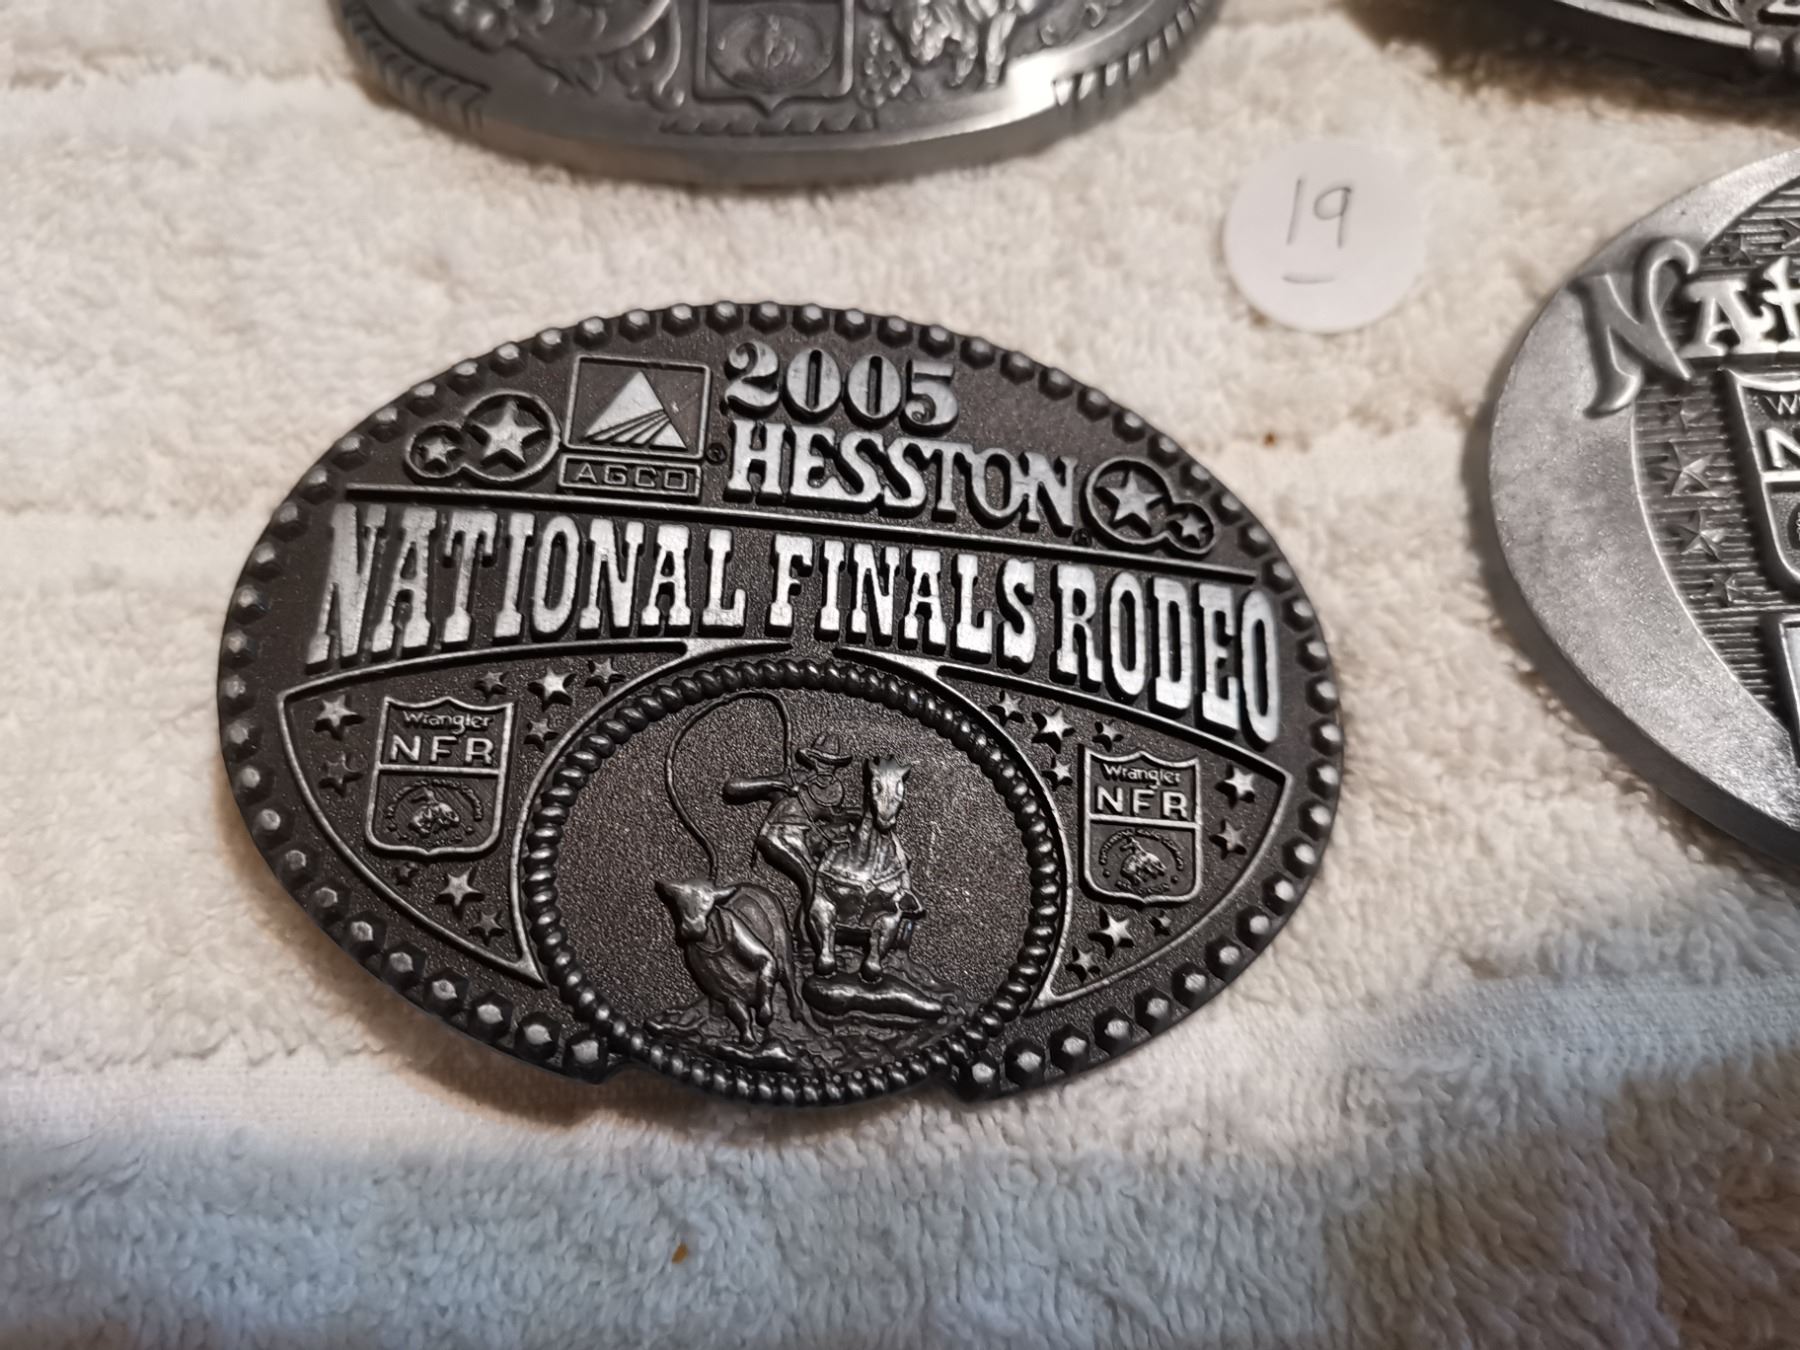 19
2005
AGCO
HESSTON
NATIONAL FINALS RODEO
Wrangler
NFR
Wrangler
NFR